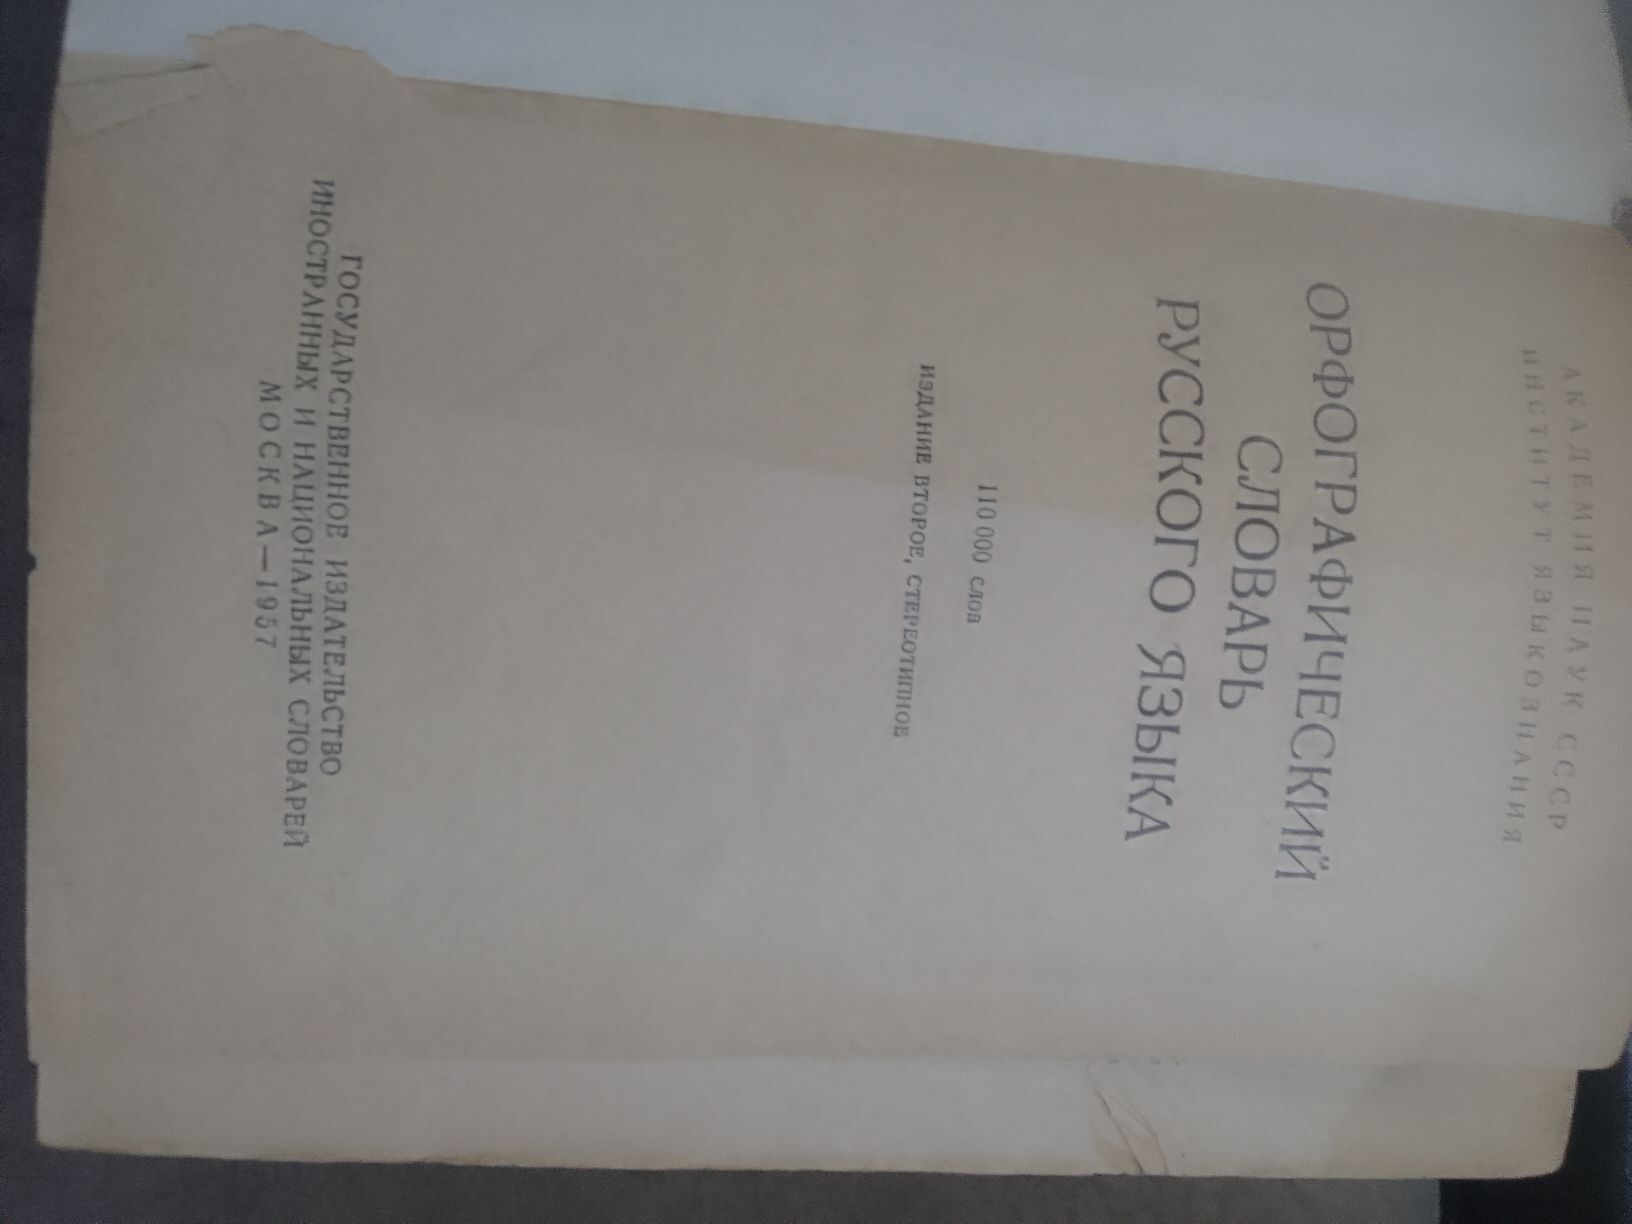 АКАДЕМИЯ НАУК СССР
ИНСТИТУТ ЯЗЫКОЗНАНИЯ
ОРФОГРАФИЧЕСКИЙ
СЛОВАРЬ
РУССКОГО ЯЗЫКА
110 000 слов
ИЗДАНИЕ ВТОРОЕ, СТЕРЕОТИПНОЕ
ГОСУДАРСТВЕННОЕ ИЗДАТЕЛЬСТВО
ИНОСТРАННЫХ И НАЦИОНАЛЬНЫХ СЛОВАРЕЙ
МОСКВА—1957